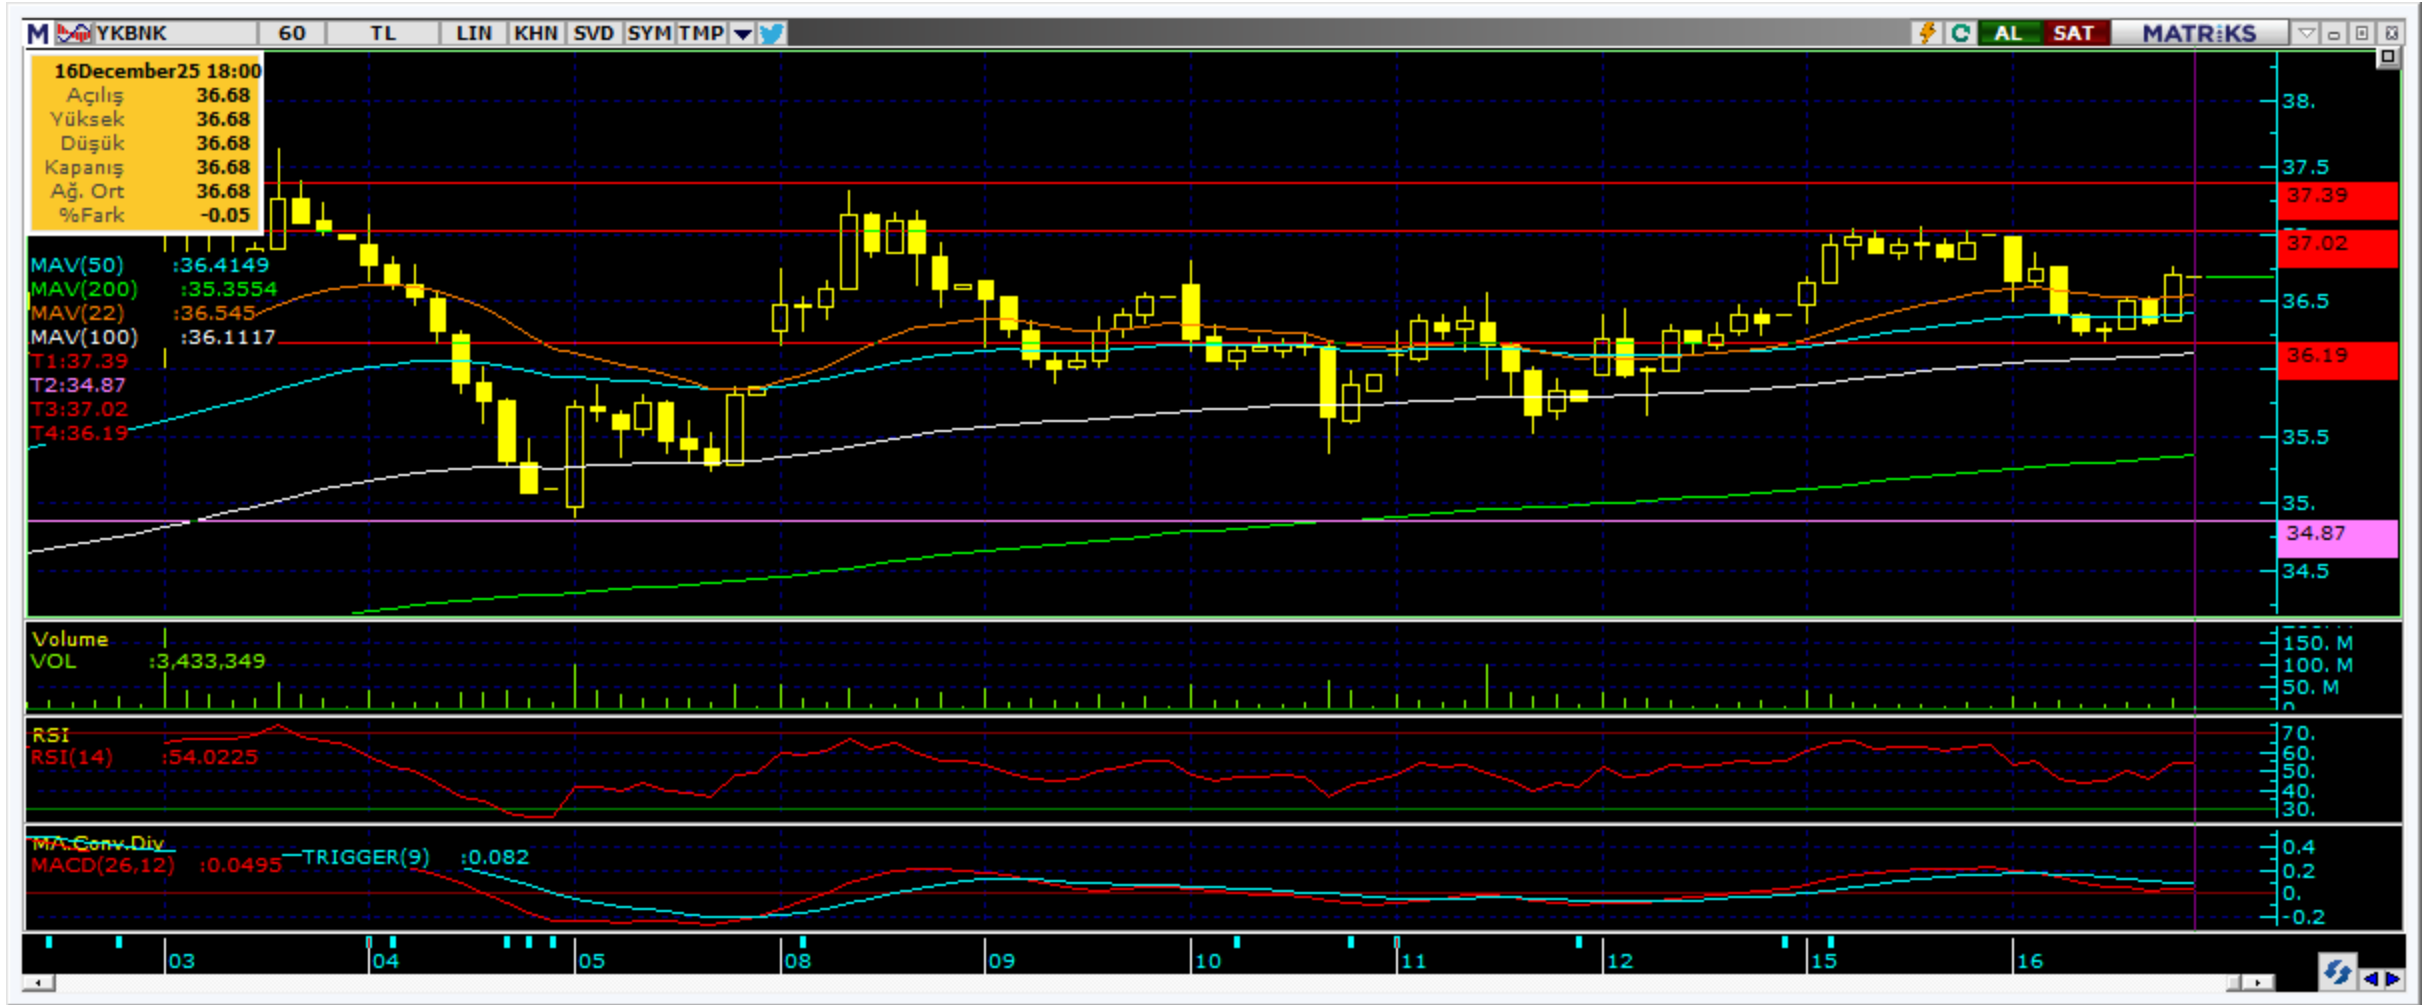 M YKBNK 60 TL LIN KHN SVD SYM TMP AL SAT MATRiKS
16December25 18:00
Açılış 36.68
Yüksek 36.68
Düşük 36.68
Kapanış 36.68
Ağ. Ort 36.68
%Fark -0.05
MAV(50) :36.4149
MAV(200) :35.3554
MAV(22) :36.545
MAV(100) :36.1117
T1:37.39
T2:34.87
T3:37.02
T4:36.19
38.
37.5
37.39
37.02
36.5
36.19
35.5
35.
34.87
34.5
Volume
VOL :3,433,349
150. M
100. M
50. M
0
RSI
RSI(14) :54.0225
70.
60.
50.
40.
30.
MA.Conv.Div
MACD(26,12) :0.0495 TRIGGER(9) :0.082
0.4
0.2
0.
-0.2
03 04 05 08 09 10 11 12 15 16